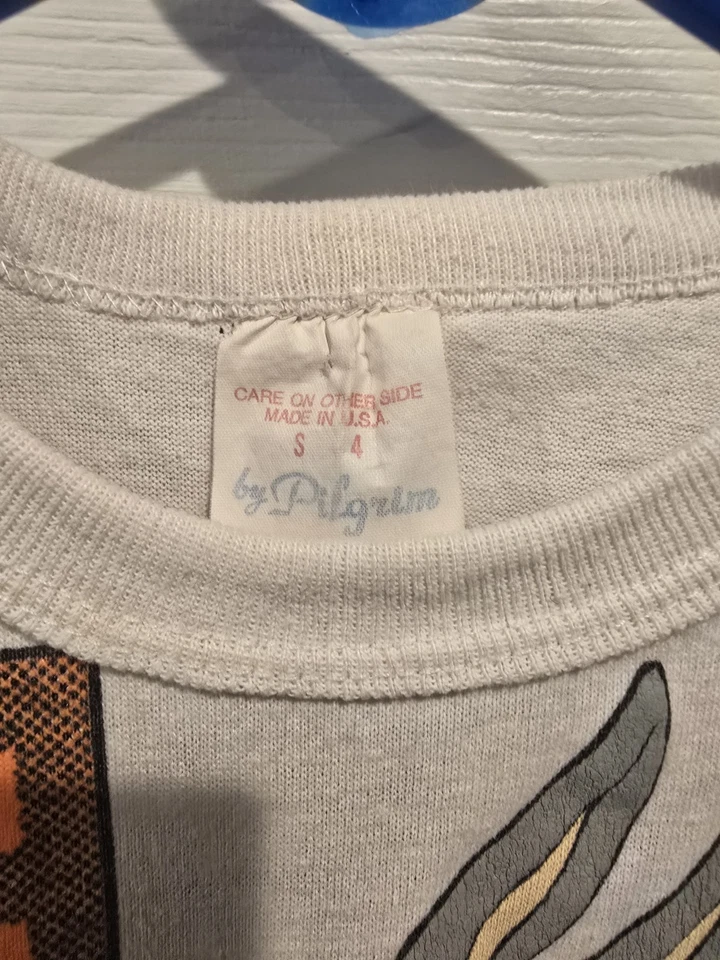 CARE ON OTHER SIDE
MADE IN U.S.A.
S 4
by Pilgrim